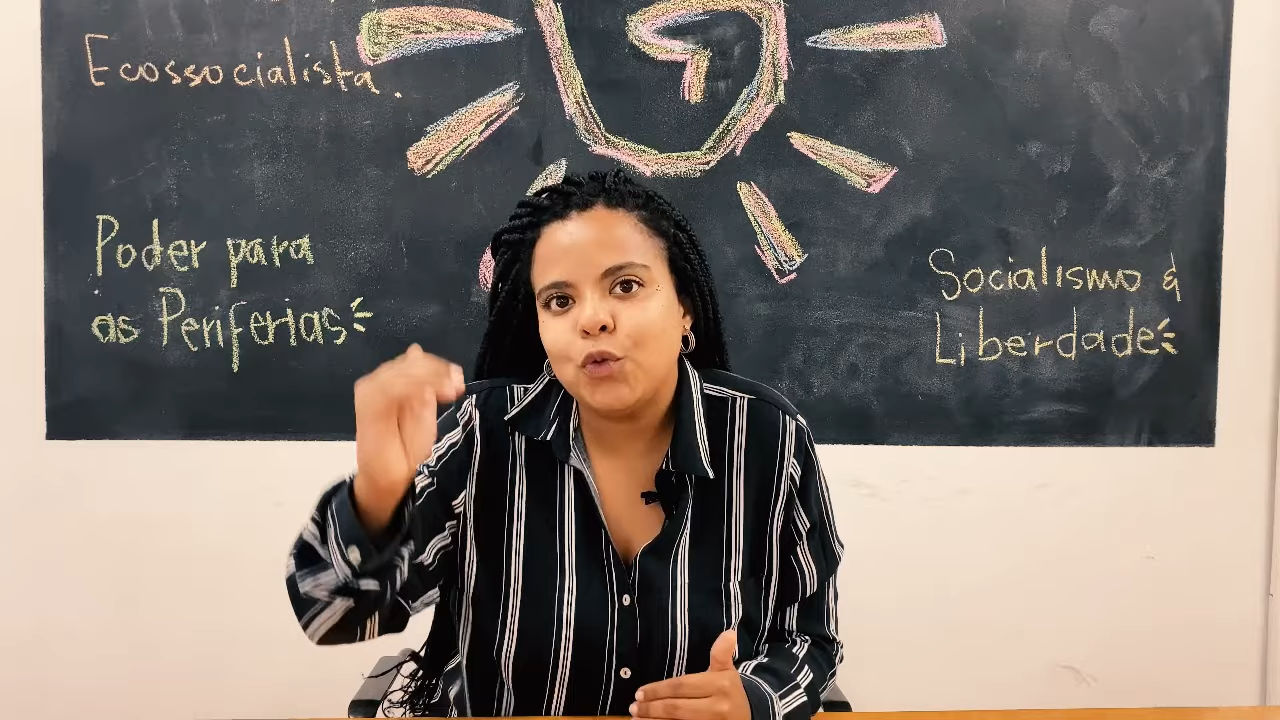 Ecossocialista.
Poder para
as Periferias
Socialismo &
Liberdade